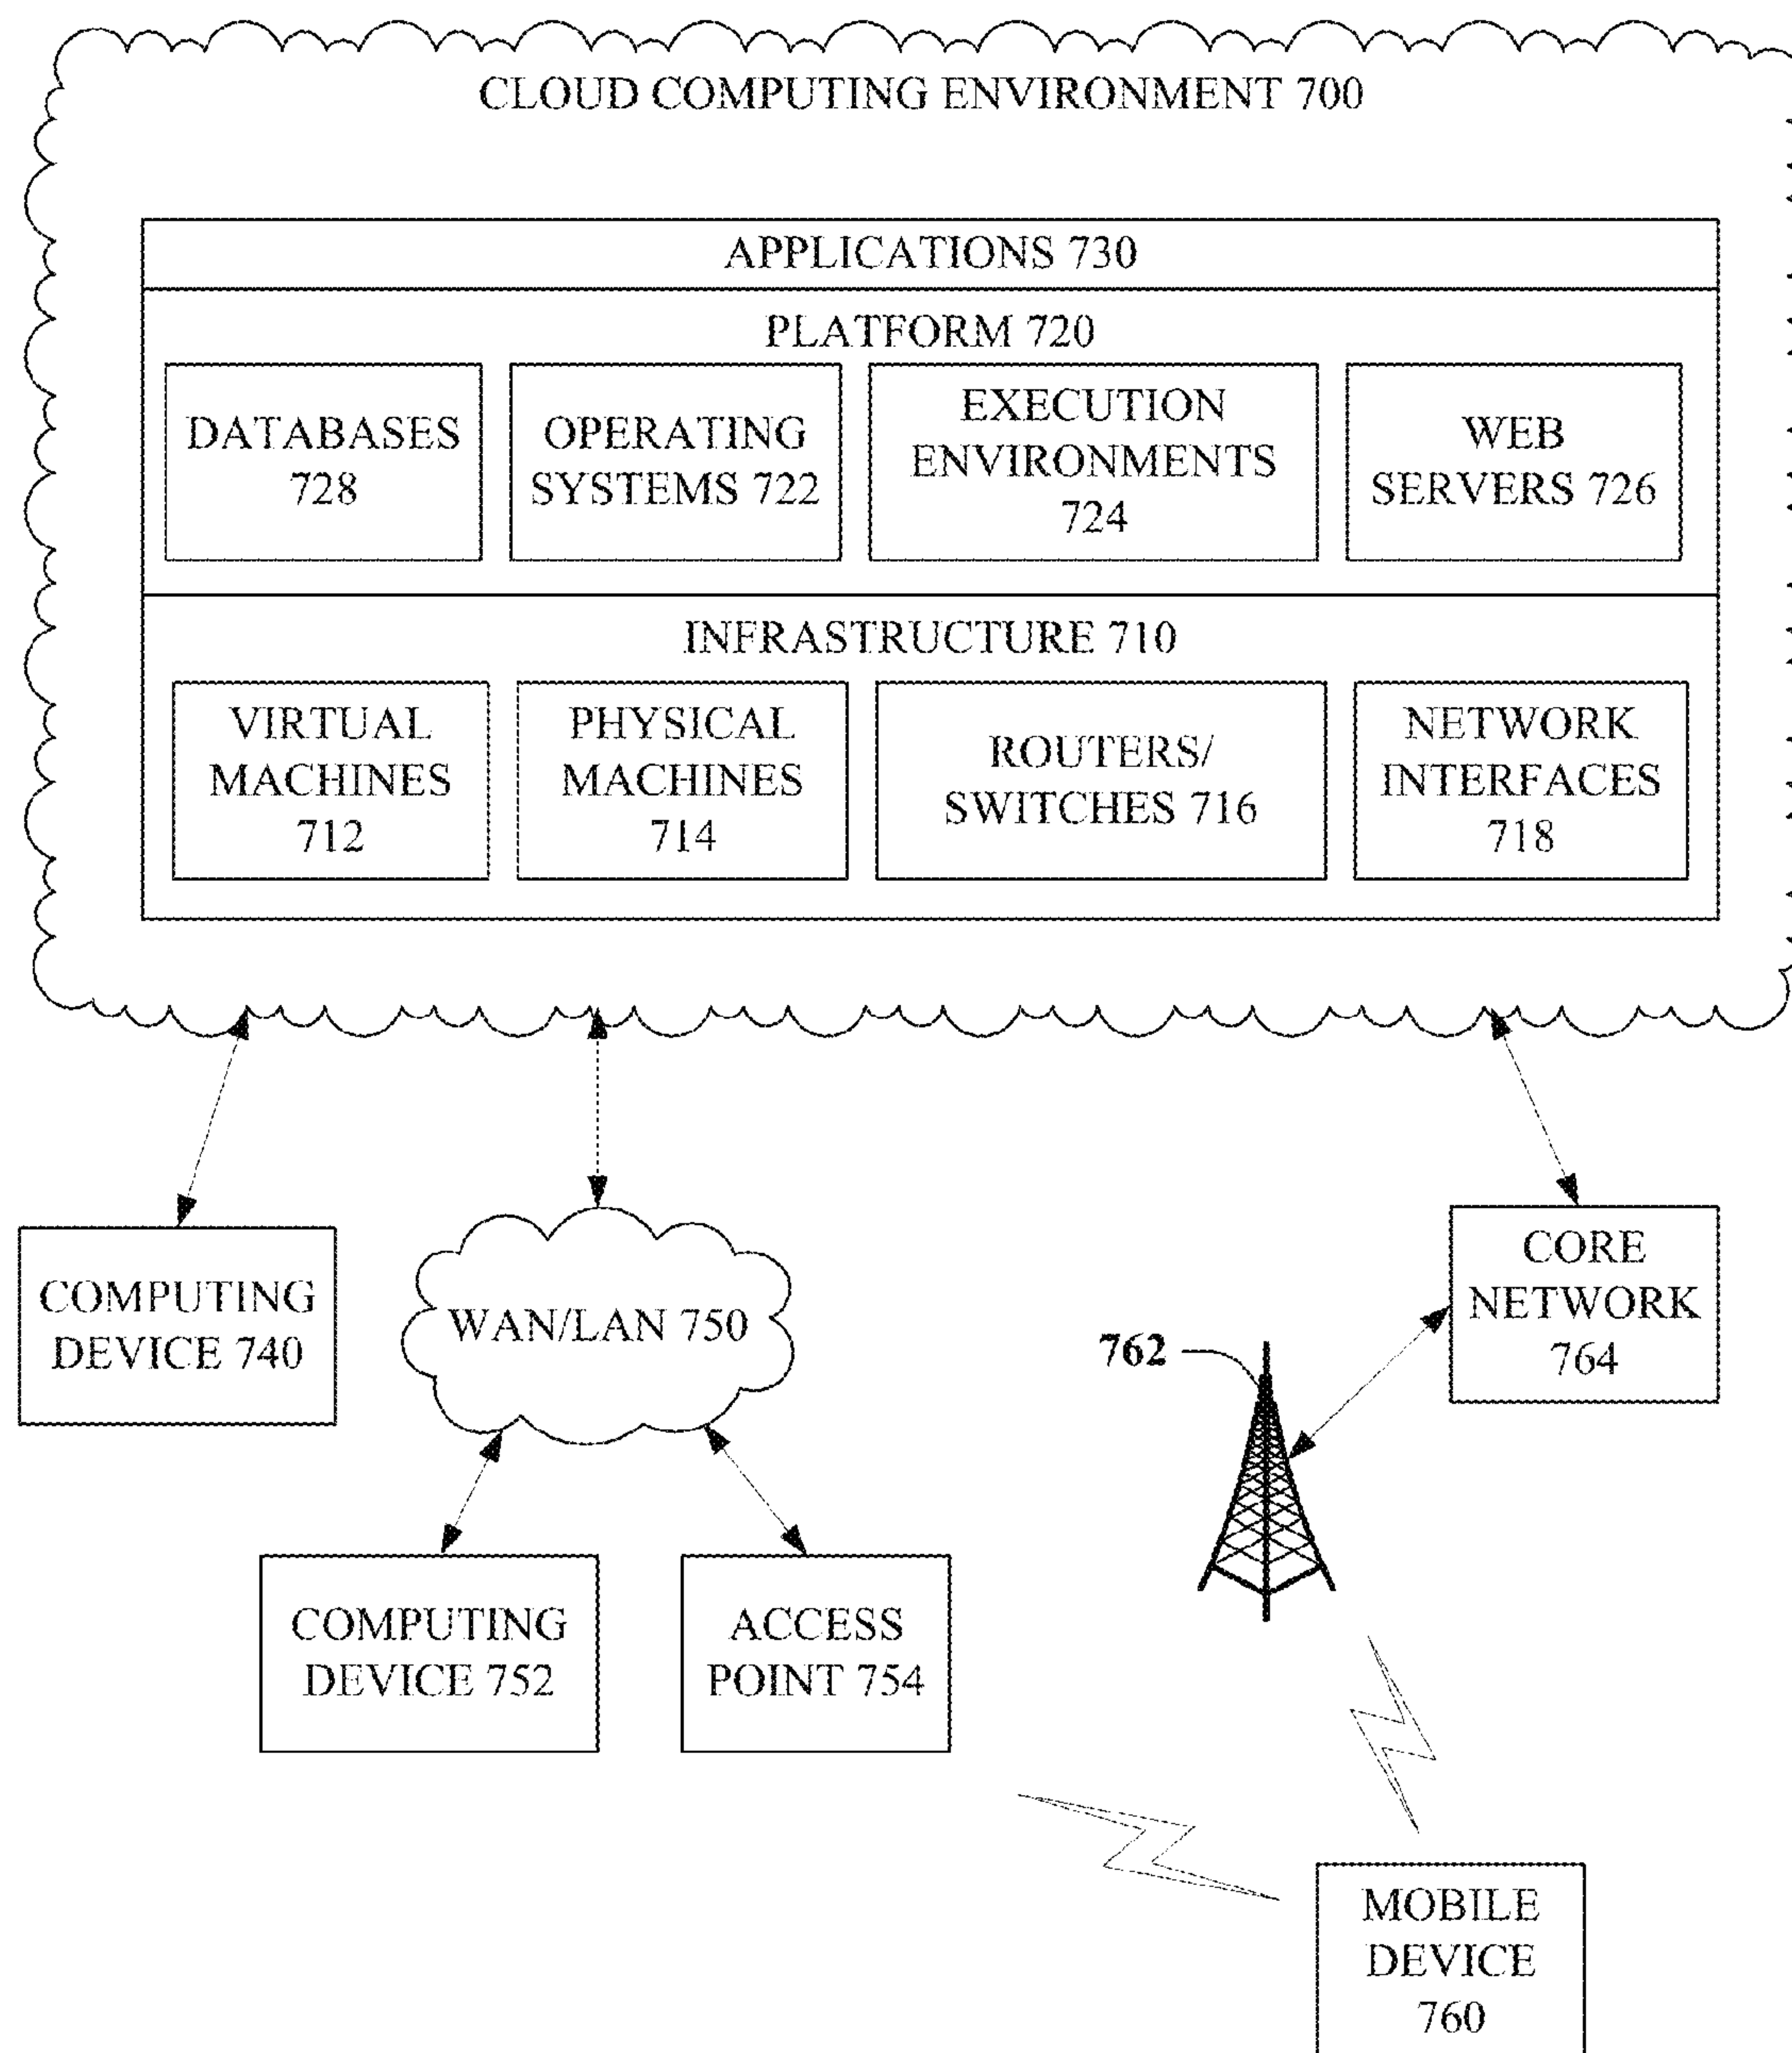 CLOUD COMPUTING ENVIRONMENT 700
APPLICATIONS 730
PLATFORM 720
DATABASES
728
OPERATING
SYSTEMS 722
EXECUTION
ENVIRONMENTS
724
WEB
SERVERS 726
INFRASTRUCTURE 710
VIRTUAL
MACHINES
712
PHYSICAL
MACHINES
714
ROUTERS/
SWITCHES 716
NETWORK
INTERFACES
718
COMPUTING
DEVICE 740
WAN/LAN 750
762
CORE
NETWORK
764
COMPUTING
DEVICE 752
ACCESS
POINT 754
MOBILE
DEVICE
760